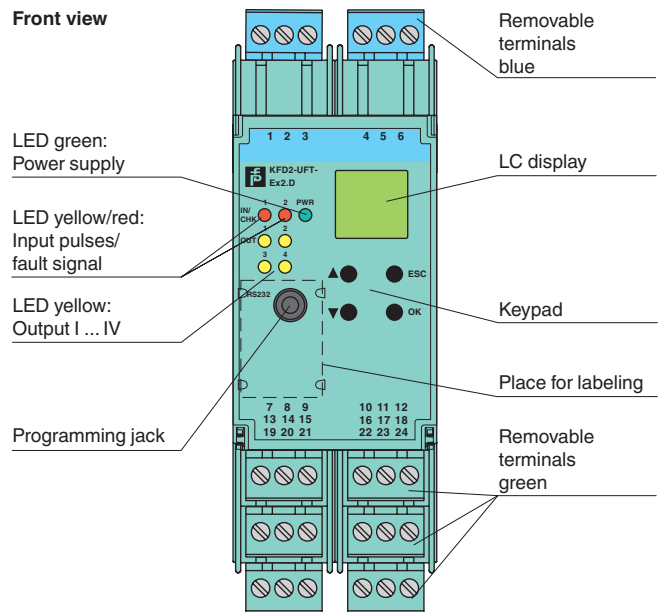 Front view
Removable
terminals
blue
1 2 3
4 5 6
LED green:
Power supply
KFD2-UFT-
Ex2.D
LC display
LED yellow/red:
Input pulses/
fault signal
1 2 PWR
IN/
CHK
1 2
OUT
3 4
LED yellow:
Output I ... IV
ESC
RS232
OK
Keypad
Place for labeling
Programming jack
7 8 9
13 14 15
19 20 21
10 11 12
16 17 18
22 23 24
Removable
terminals
green